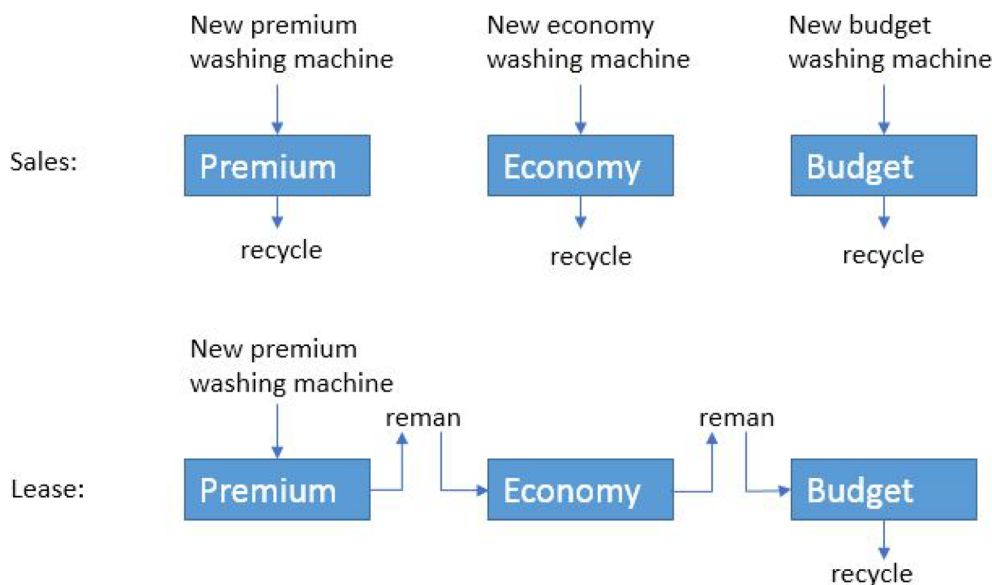 New premium
washing machine
New economy
washing machine
New budget
washing machine
Sales:
Premium
Economy
Budget
recycle
recycle
recycle
New premium
washing machine
reman
reman
Lease:
Premium
Economy
Budget
recycle